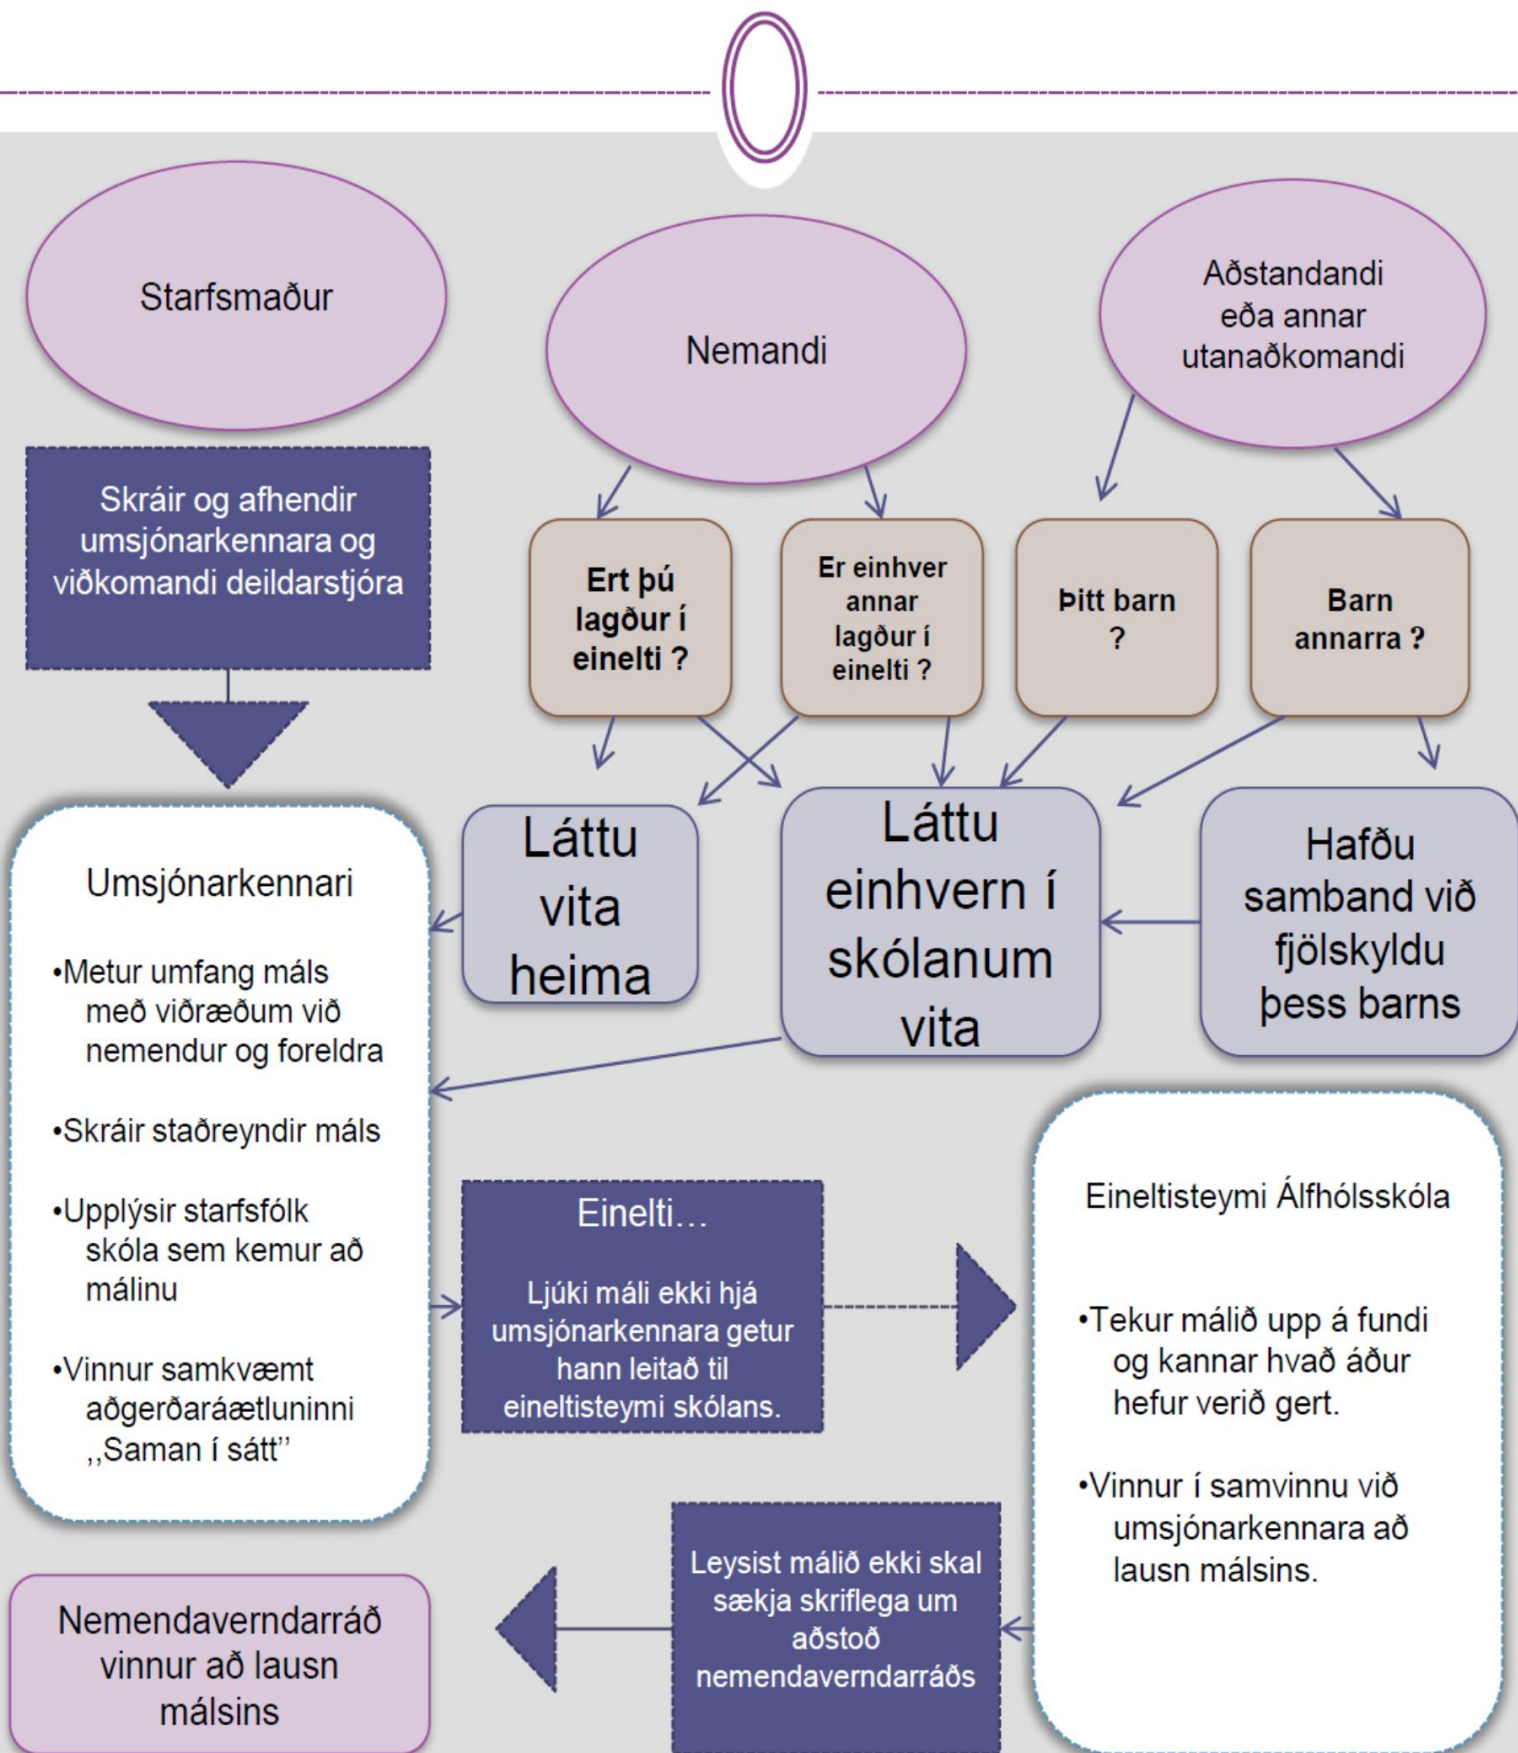 Starfsmaður
Nemandi
Aðstandandi
eða annar
utanaðkomandi
Skráir og afhendir
umsjónarkennara og
viðkomandi deildarstjóra
Ert þú
lagður í
einelti ?
Er einhver
annar
lagður í
einelti ?
Þitt barn
?
Barn
annarra ?
Láttu
vita
heima
Láttu
einhvern í
skólanum
vita
Hafðu
samband við
fjölskyldu
þess barns
Umsjónarkennari
•Metur umfang máls
með viðræðum við
nemendur og foreldra
•Skráir staðreyndir máls
•Upplýsir starfsfólk
skóla sem kemur að
málinu
•Vinnur samkvæmt
aðgerðaráætluninni
,,Saman í sátt’’
Einelti…
Ljúki máli ekki hjá
umsjónarkennara getur
hann leitað til
eineltisteymi skólans.
Eineltisteymi Álfhólsskóla
•Tekur málið upp á fundi
og kannar hvað áður
hefur verið gert.
•Vinnur í samvinnu við
umsjónarkennara að
lausn málsins.
Leysist málið ekki skal
sækja skriflega um
aðstoð
nemendaverndarráðs
Nemendaverndarráð
vinnur að lausn
málsins